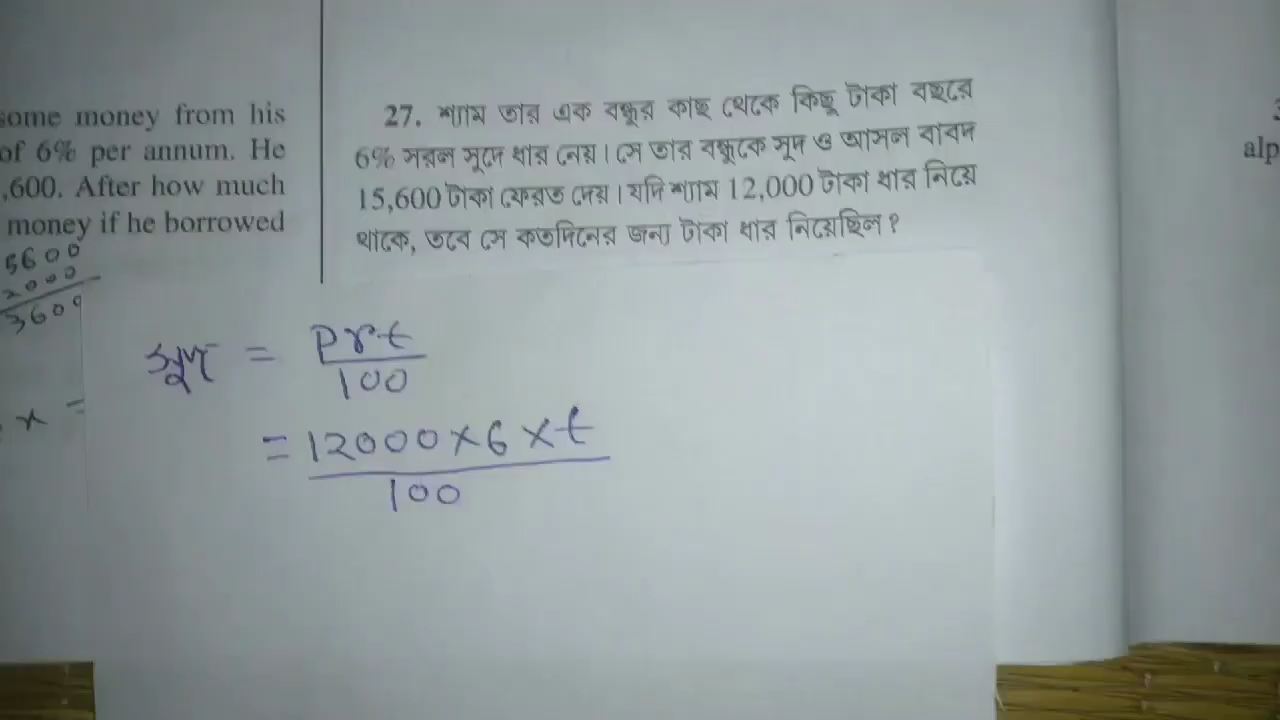 some money from his
of 6% per annum. He
,600. After how much
money if he borrowed
5600
2000
3600
x =
27. শ্যাম তার এক বন্ধুর কাছ থেকে কিছু টাকা বছরে
6% সরল সুদে ধার নেয়। সে তার বন্ধুকে সুদ ও আসল বাবদ
15,600 টাকা ফেরত দেয়। যদি শ্যাম 12,000 টাকা ধার নিয়ে
থাকে, তবে সে কতদিনের জন্য টাকা ধার নিয়েছিল?
সুদ = prt
100
= 12000 × 6 × t
100
alp